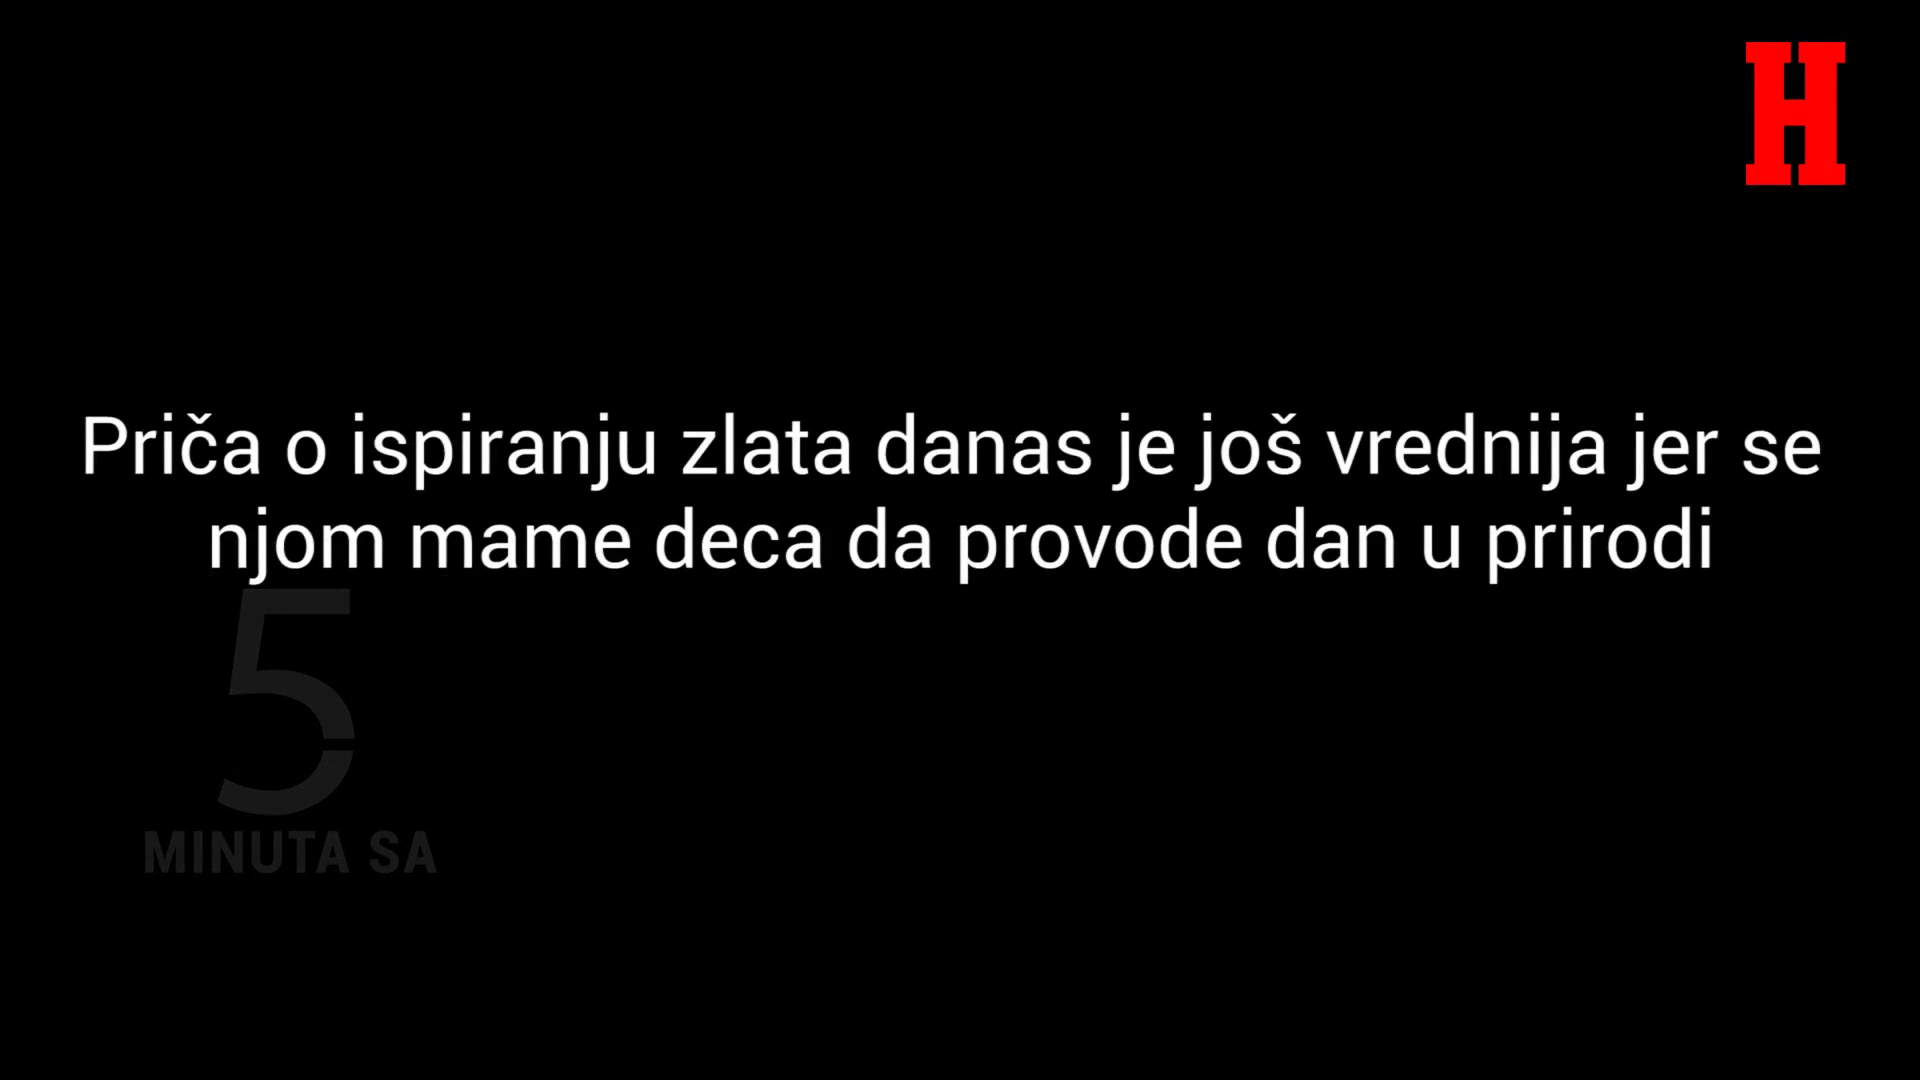 H
Priča o ispiranju zlata danas je još vrednija jer se
njom mame deca da provode dan u prirodi
5
MINUTA SA